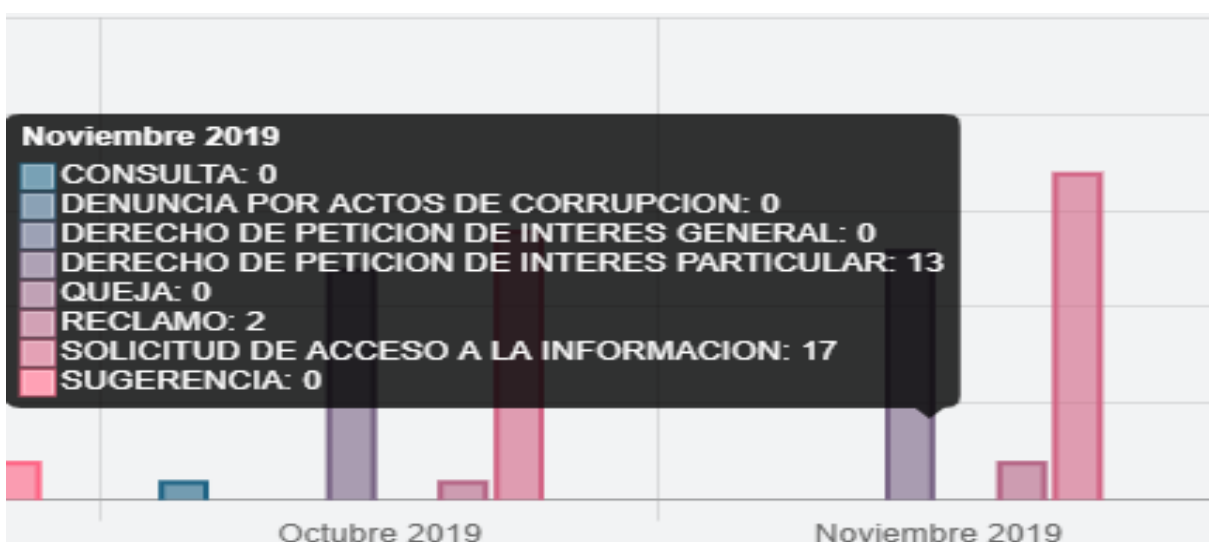 Noviembre 2019
CONSULTA: 0
DENUNCIA POR ACTOS DE CORRUPCION: 0
DERECHO DE PETICION DE INTERES GENERAL: 0
DERECHO DE PETICION DE INTERES PARTICULAR: 13
QUEJA: 0
RECLAMO: 2
SOLICITUD DE ACCESO A LA INFORMACION: 17
SUGERENCIA: 0
Octubre 2019
Noviembre 2019